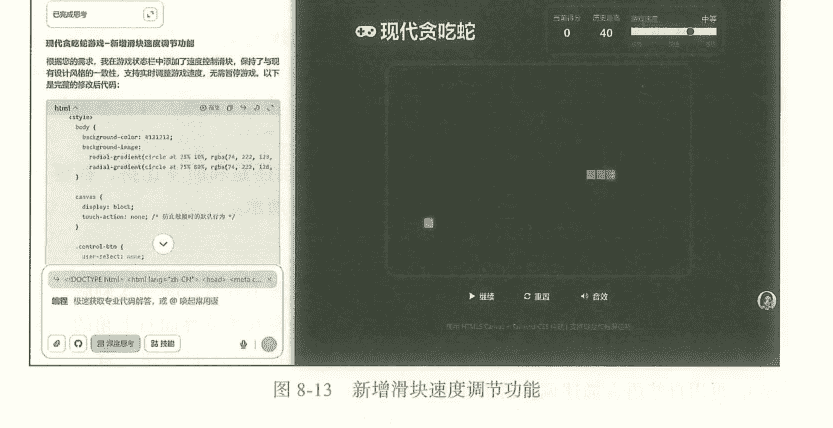 已完成思考
现代贪吃蛇游戏-新增滑块速度调节功能
根据您的需求，我在游戏状态栏中添加了速度控制滑块，保持了与现
有设计风格的一致性，支持实时调整游戏速度，无需暂停游戏。以下
是完整的修改后代码：
html
<style>
body {
background-color: #121212;
background-image:
radial-gradient(circle at 25% 10%, rgba(74, 222, 128,
radial-gradient(circle at 75% 60%, rgba(74, 222, 128,
}
canvas {
display: block;
touch-action: none; /* 防止触摸时的默认行为 */
}
.control-btn {
user-select: none;
<!DOCTYPE html> <html lang="zh-CN"> <head> <meta c...
编程 极速获取专业代码解答，或 @ 唤起常用
深度思考
技能
现代贪吃蛇
当前得分 历史最高 游戏速度 中等
0 40
继续 重置 音效
图 8-13 新增滑块速度调节功能